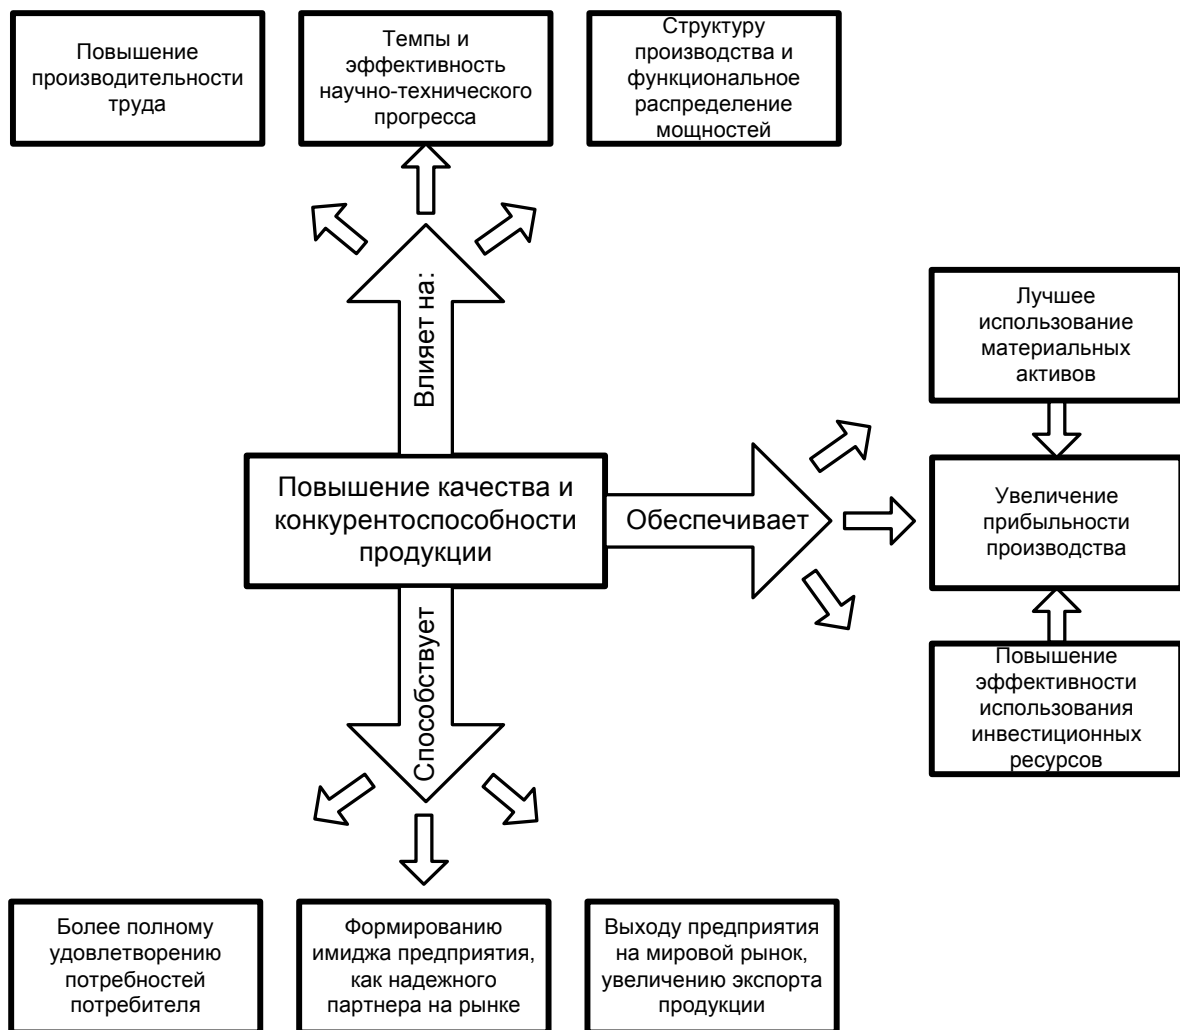 Повышение
производительности
труда
Темпы и
эффективность
научно-технического
прогресса
Структуру
производства и
функциональное
распределение
мощностей
Влияет на:
Лучшее
использование
материальных
активов
Повышение качества и
конкурентоспособности
продукции
Обеспечивает
Увеличение
прибыльности
производства
Способствует
Повышение
эффективности
использования
инвестиционных
ресурсов
Более полному
удовлетворению
потребностей
потребителя
Формированию
имиджа предприятия,
как надежного
партнера на рынке
Выходу предприятия
на мировой рынок,
увеличению экспорта
продукции